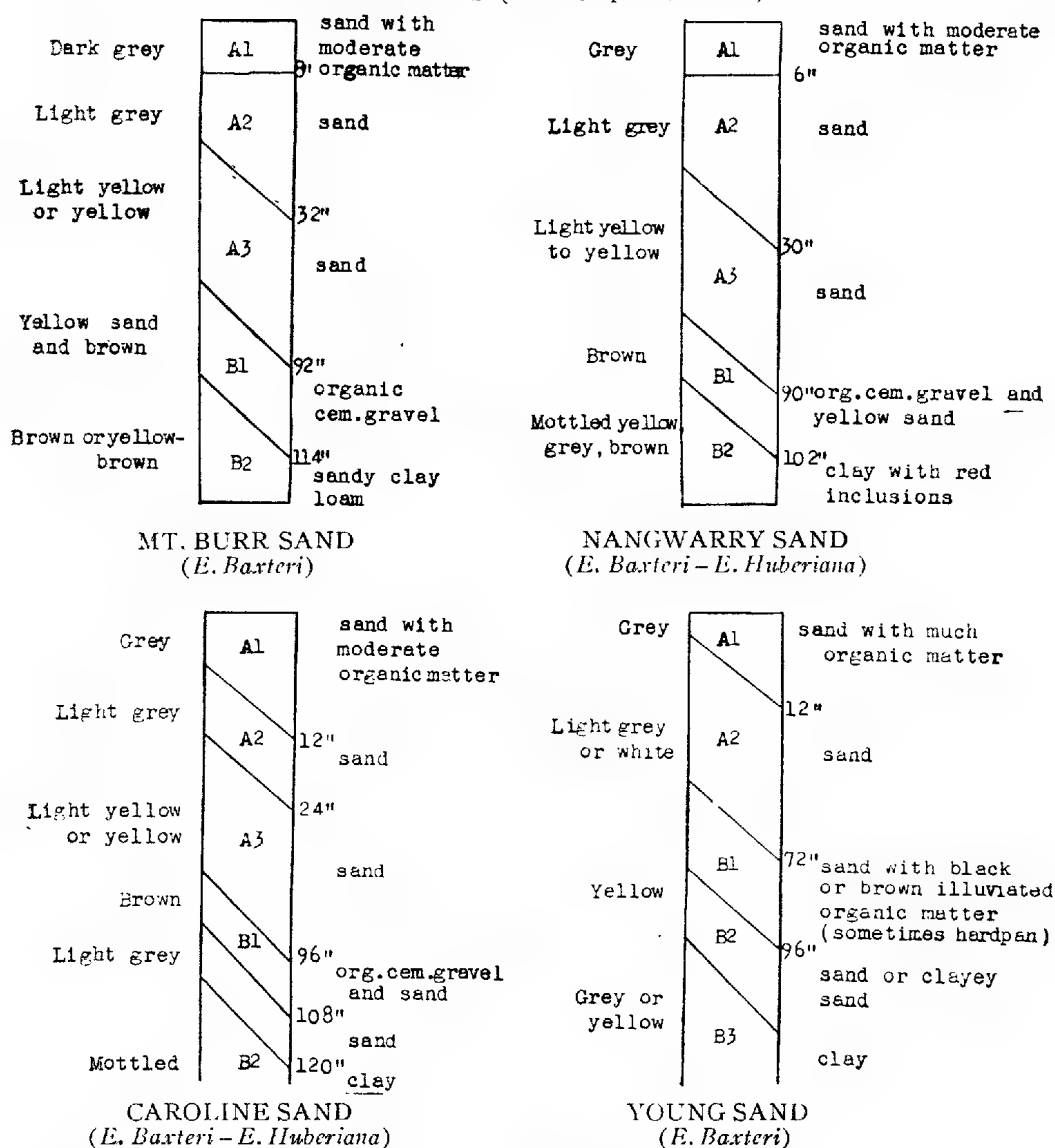 Dark grey
A1
sand with
moderate
organic matter
Light grey
A2
sand
Light yellow
or yellow
32"
A3
sand
Yellow sand
and brown
B1
92"
organic
cem.gravel
Brown oryellow-
brown
B2
114"
sandy clay
loam
MT. BURR SAND
(E. Baxteri)
Grey
A1
sand with moderate
organic matter
6"
Light grey
A2
sand
Light yellow
to yellow
30"
A3
sand
Brown
B1
90"org.cem.gravel and
yellow sand
Mottled yellow
grey, brown
B2
102"
clay with red
inclusions
NANGWARRY SAND
(E. Baxteri – E. Huberiana)
Grey
A1
sand with
moderate
organic matter
Light grey
A2
12"
sand
24"
Light yellow
or yellow
A3
sand
Brown
B1
96"
org.cem.gravel
and sand
Light grey
108"
sand
Mottled
B2
120"
clay
CAROLINE SAND
(E. Baxteri – E. Huberiana)
Grey
A1
sand with much
organic matter
12"
Light grey
or white
A2
sand
B1
72"
sand with black
or brown illuviated
organic matter
(sometimes hardpan)
Yellow
B2
96"
sand or clayey
sand
Grey or
yellow
B3
clay
YOUNG SAND
(E. Baxteri)